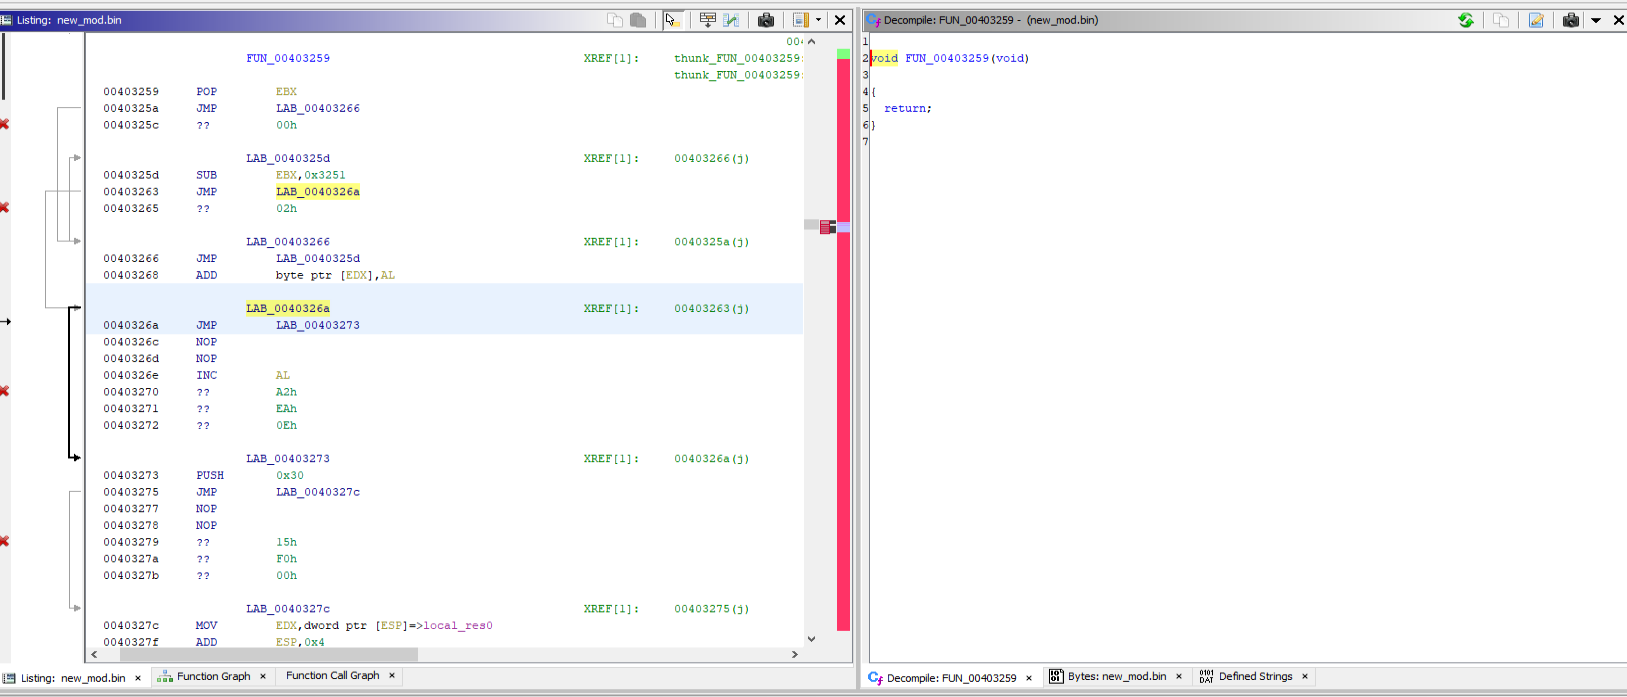 Listing: new_mod.bin
004
FUN_00403259 XREF[1]: thunk_FUN_00403259:
thunk_FUN_00403259:
00403259 POP EBX
0040325a JMP LAB_00403266
0040325c ?? 00h
LAB_0040325d XREF[1]: 00403266(j)
0040325d SUB EBX,0x3251
00403263 JMP LAB_0040326a
00403265 ?? 02h
LAB_00403266 XREF[1]: 0040325a(j)
00403266 JMP LAB_0040325d
00403268 ADD byte ptr [EDX],AL
LAB_0040326a XREF[1]: 00403263(j)
0040326a JMP LAB_00403273
0040326c NOP
0040326d NOP
0040326e INC AL
00403270 ?? A2h
00403271 ?? EAh
00403272 ?? 0Eh
LAB_00403273 XREF[1]: 0040326a(j)
00403273 PUSH 0x30
00403275 JMP LAB_0040327c
00403277 NOP
00403278 NOP
00403279 ?? 15h
0040327a ?? F0h
0040327b ?? 00h
LAB_0040327c XREF[1]: 00403275(j)
0040327c MOV EDX,dword ptr [ESP]=>local_res0
0040327f ADD ESP,0x4
Listing: new_mod.bin × Function Graph × Function Call Graph ×
Decompile: FUN_00403259 - (new_mod.bin)
1
2 void FUN_00403259(void)
3
4 {
5 return;
6 }
7
Decompile: FUN_00403259 × Bytes: new_mod.bin × Defined Strings ×